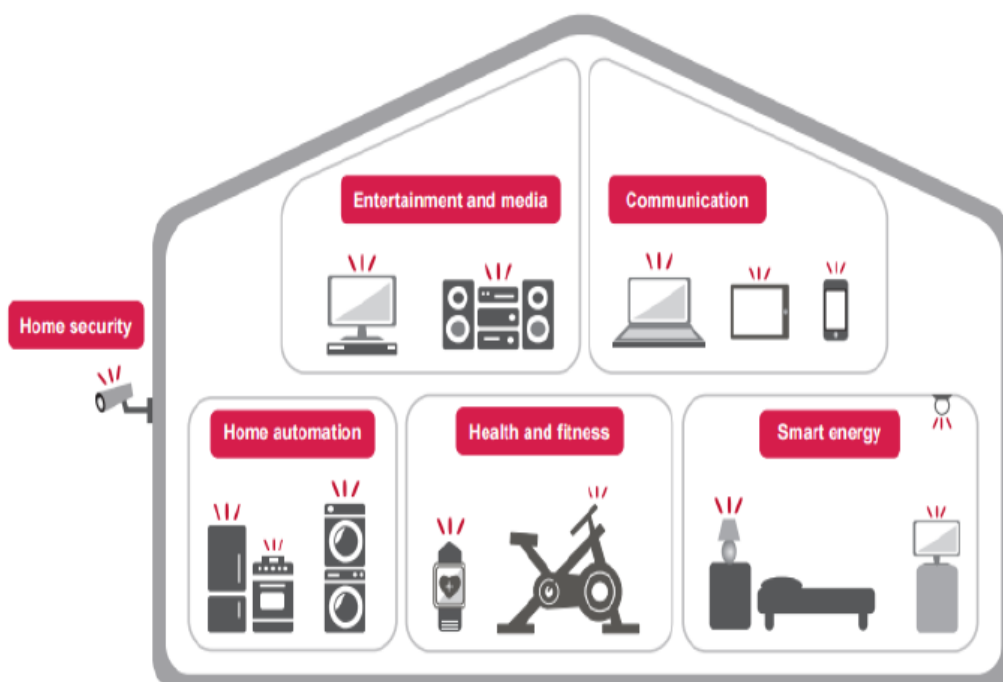 Entertainment and media
Communication
Home security
Home automation
Health and fitness
Smart energy